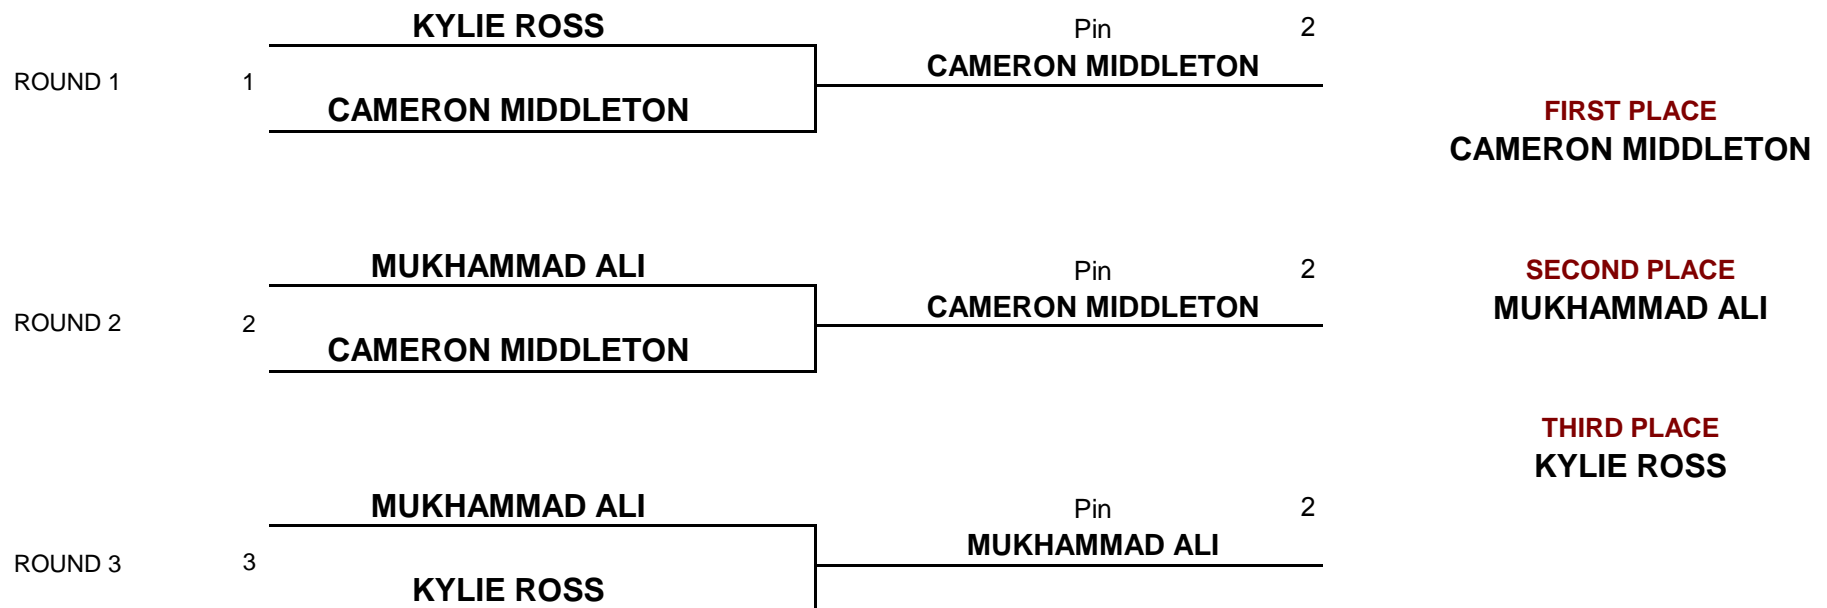 KYLIE ROSS
Pin 2
CAMERON MIDDLETON
ROUND 1 1
CAMERON MIDDLETON
FIRST PLACE
CAMERON MIDDLETON
MUKHAMMAD ALI
Pin 2
SECOND PLACE
CAMERON MIDDLETON
MUKHAMMAD ALI
ROUND 2 2
CAMERON MIDDLETON
THIRD PLACE
KYLIE ROSS
MUKHAMMAD ALI
Pin 2
MUKHAMMAD ALI
ROUND 3 3
KYLIE ROSS